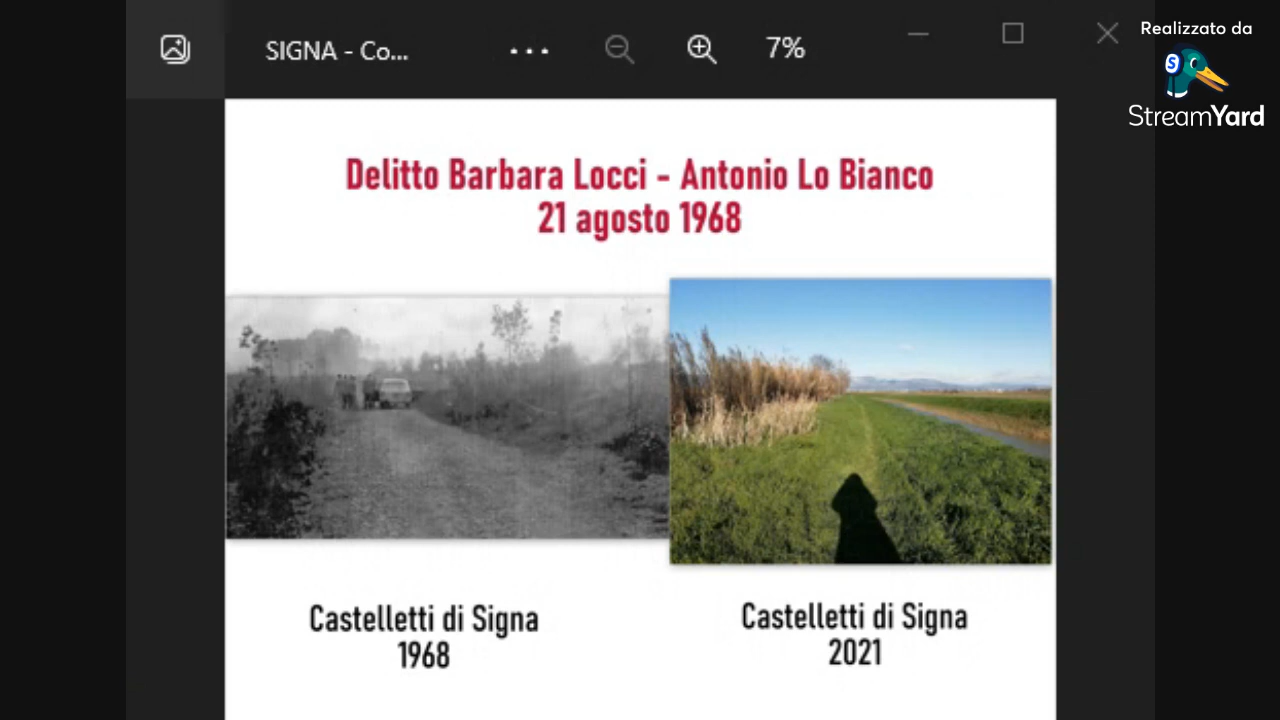 SIGNA - Co...
7%
Realizzato da
StreamYard
Delitto Barbara Locci - Antonio Lo Bianco
21 agosto 1968
Castelletti di Signa
1968
Castelletti di Signa
2021